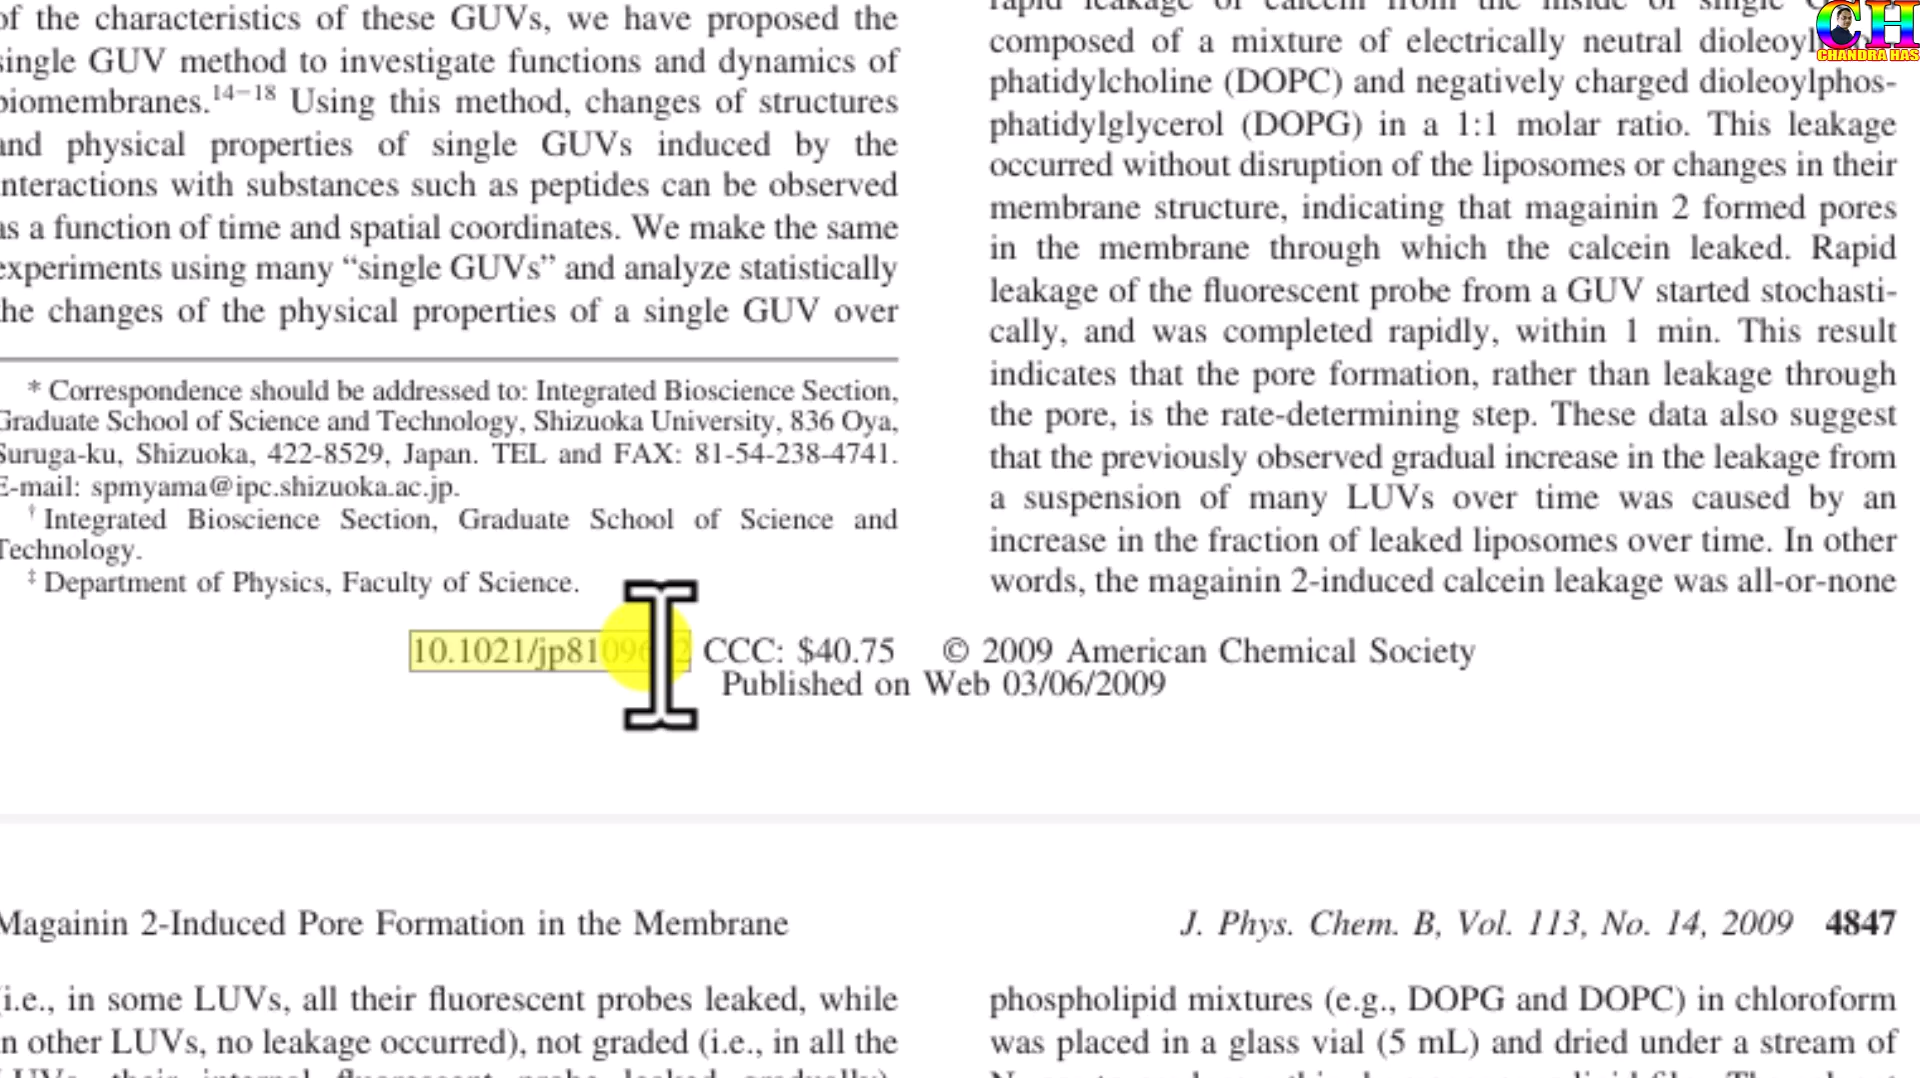 of the characteristics of these GUVs, we have proposed the
single GUV method to investigate functions and dynamics of
biomembranes.14−18 Using this method, changes of structures
and physical properties of single GUVs induced by the
interactions with substances such as peptides can be observed
as a function of time and spatial coordinates. We make the same
experiments using many “single GUVs” and analyze statistically
the changes of the physical properties of a single GUV over
* Correspondence should be addressed to: Integrated Bioscience Section,
Graduate School of Science and Technology, Shizuoka University, 836 Oya,
Suruga-ku, Shizuoka, 422-8529, Japan. TEL and FAX: 81-54-238-4741.
E-mail: spmyama@ipc.shizuoka.ac.jp.
† Integrated Bioscience Section, Graduate School of Science and
Technology.
‡ Department of Physics, Faculty of Science.
rapid leakage of calcein from the inside of single
composed of a mixture of electrically neutral dioleoyl
phatidylcholine (DOPC) and negatively charged dioleoylphos-
phatidylglycerol (DOPG) in a 1:1 molar ratio. This leakage
occurred without disruption of the liposomes or changes in their
membrane structure, indicating that magainin 2 formed pores
in the membrane through which the calcein leaked. Rapid
leakage of the fluorescent probe from a GUV started stochasti-
cally, and was completed rapidly, within 1 min. This result
indicates that the pore formation, rather than leakage through
the pore, is the rate-determining step. These data also suggest
that the previously observed gradual increase in the leakage from
a suspension of many LUVs over time was caused by an
increase in the fraction of leaked liposomes over time. In other
words, the magainin 2-induced calcein leakage was all-or-none
CCC: $40.75 © 2009 American Chemical Society
Published on Web 03/06/2009
Magainin 2-Induced Pore Formation in the Membrane
J. Phys. Chem. B, Vol. 113, No. 14, 2009 4847
(i.e., in some LUVs, all their fluorescent probes leaked, while
in other LUVs, no leakage occurred), not graded (i.e., in all the
LUVs, their internal fluorescent probe leaked gradually).
phospholipid mixtures (e.g., DOPG and DOPC) in chloroform
was placed in a glass vial (5 mL) and dried under a stream of
CH
CHANDRA HAS